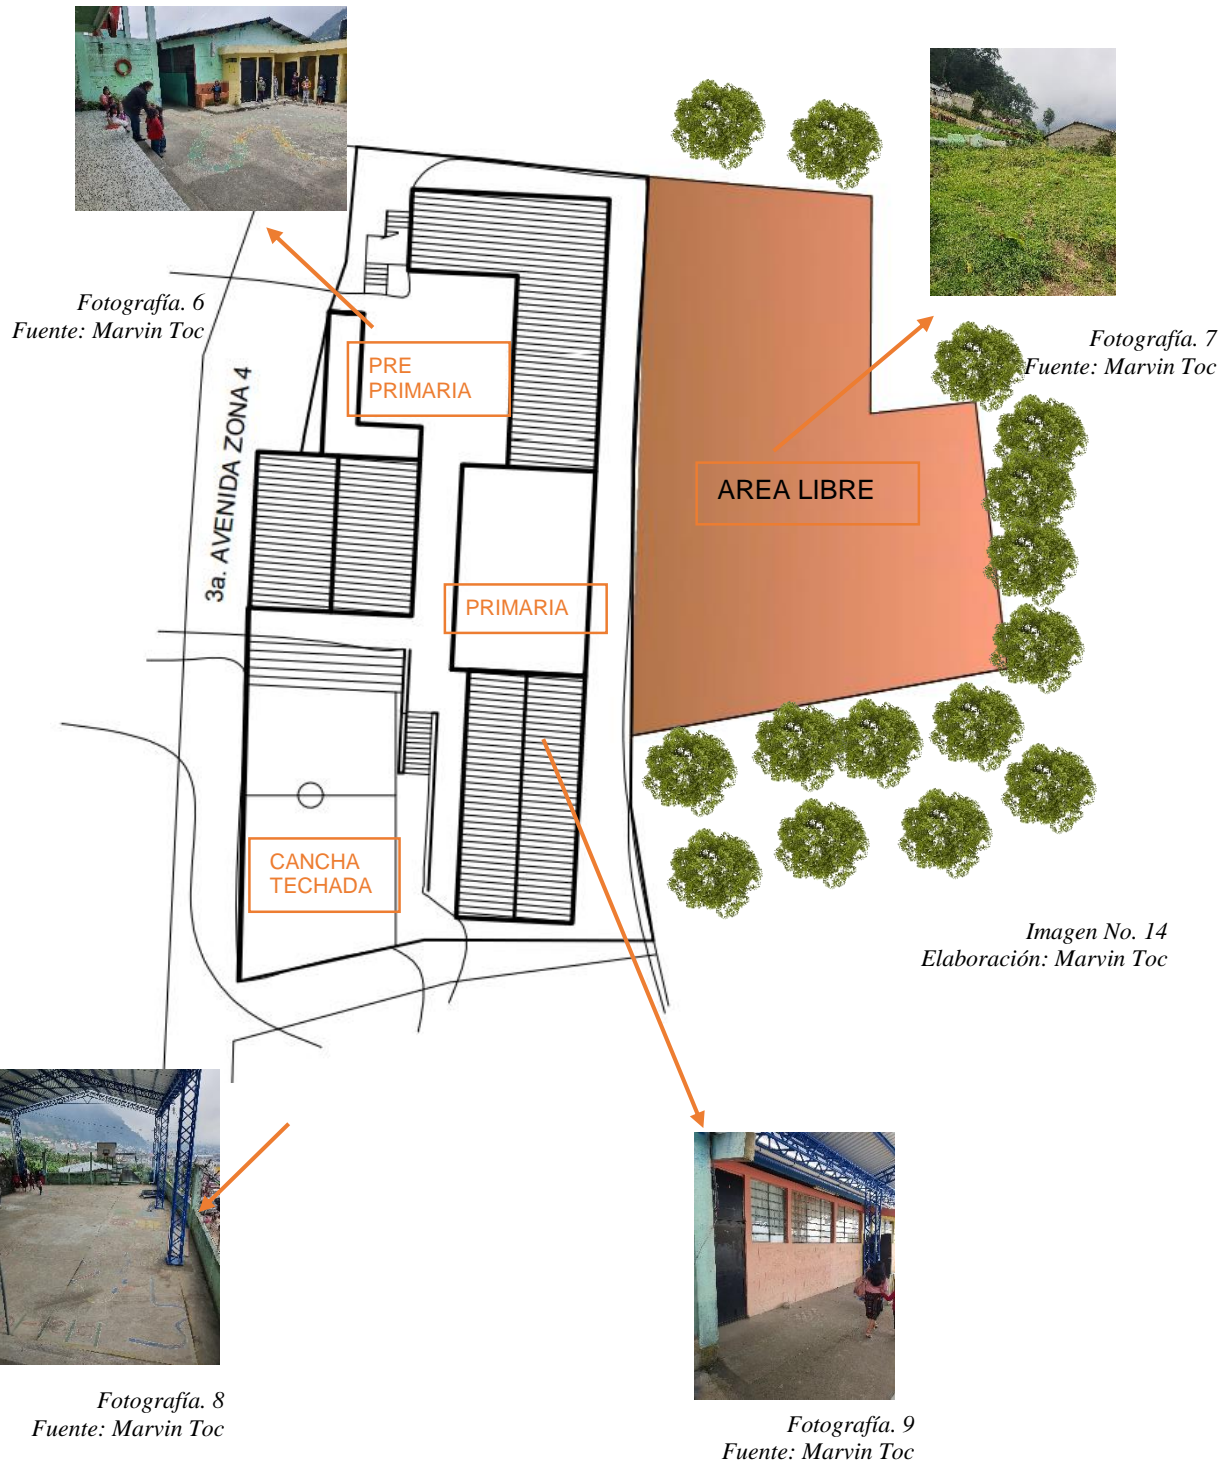 Fotografía. 6
Fuente: Marvin Toc
Fotografía. 7
Fuente: Marvin Toc
PRE
PRIMARIA
3a. AVENIDA ZONA 4
AREA LIBRE
PRIMARIA
CANCHA
TECHADA
Imagen No. 14
Elaboración: Marvin Toc
Fotografía. 8
Fuente: Marvin Toc
Fotografía. 9
Fuente: Marvin Toc